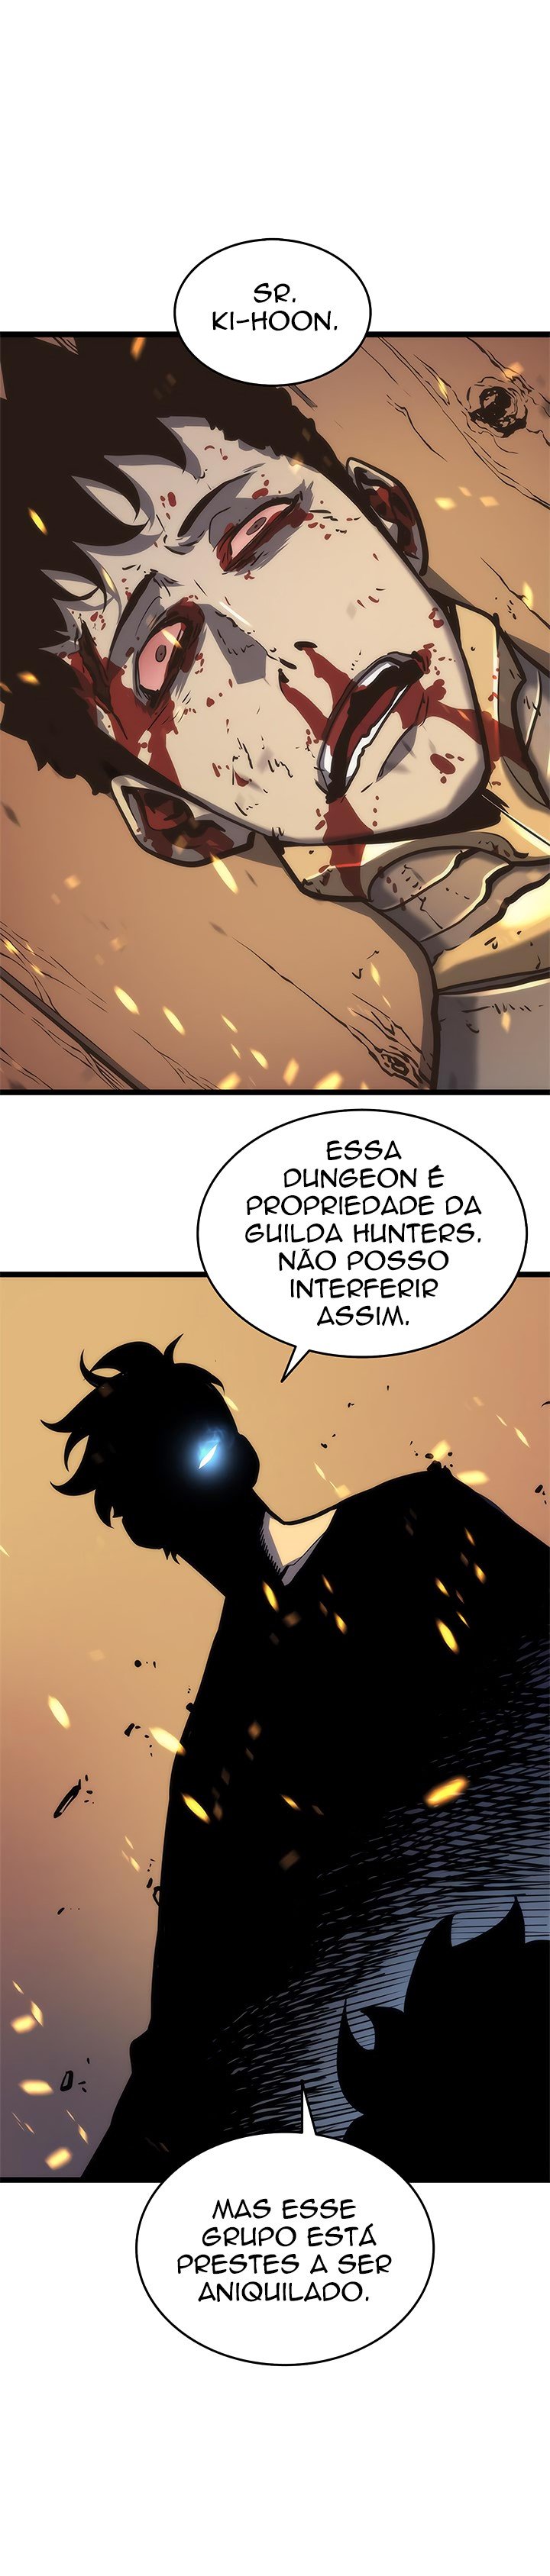 SR.
KI-HOON.
ESSA
DUNGEON É
PROPRIEDADE DA
GUILDA HUNTERS.
NÃO POSSO
INTERFERIR
ASSIM.
MAS ESSE
GRUPO ESTÁ
PRESTES A SER
ANIQUILADO.